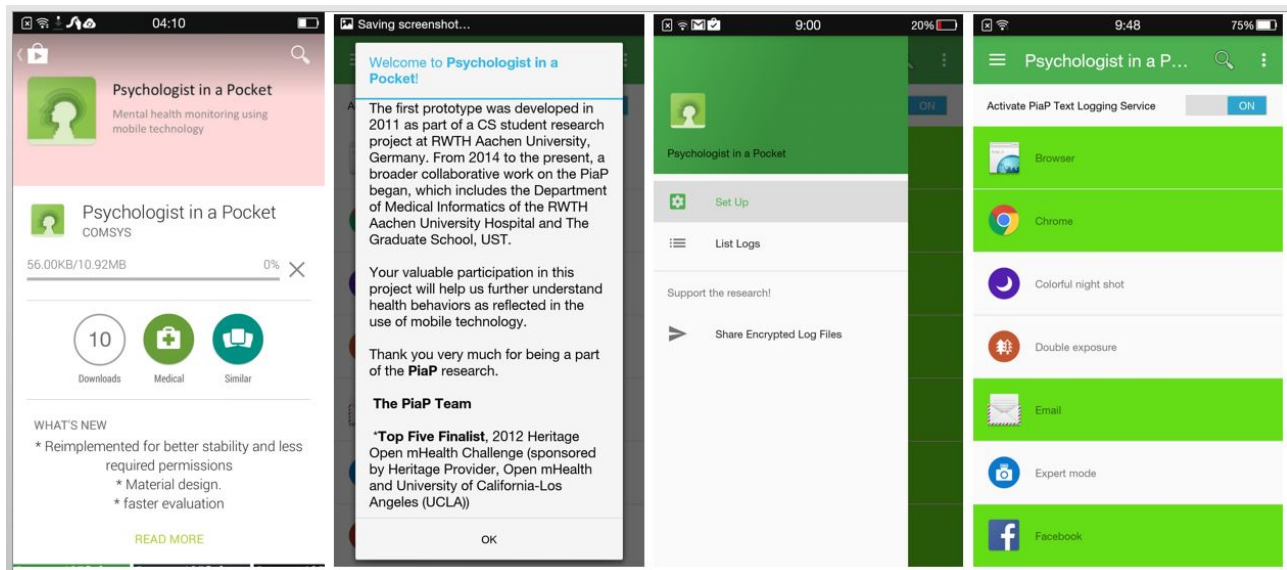 04:10
Psychologist in a Pocket
Mental health monitoring using
mobile technology
Psychologist in a Pocket
COMSYS
56.00KB/10.92MB
0%
10
Downloads
Medical
Similar
WHAT'S NEW
* Reimplemented for better stability and less
required permissions
* Material design.
* faster evaluation
READ MORE
Saving screenshot...
Welcome to Psychologist in a
Pocket!
The first prototype was developed in
2011 as part of a CS student research
project at RWTH Aachen University,
Germany. From 2014 to the present, a
broader collaborative work on the PiaP
began, which includes the Department
of Medical Informatics of the RWTH
Aachen University Hospital and The
Graduate School, UST.
Your valuable participation in this
project will help us further understand
health behaviors as reflected in the
use of mobile technology.
Thank you very much for being a part
of the PiaP research.
The PiaP Team
*Top Five Finalist, 2012 Heritage
Open mHealth Challenge (sponsored
by Heritage Provider, Open mHealth
and University of California-Los
Angeles (UCLA))
OK
9:00
20%
ON
Psychologist in a Pocket
Set Up
List Logs
Support the research!
Share Encrypted Log Files
9:48
75%
Psychologist in a P...
Activate PiaP Text Logging Service
ON
Browser
Chrome
Colorful night shot
Double exposure
Email
Expert mode
Facebook